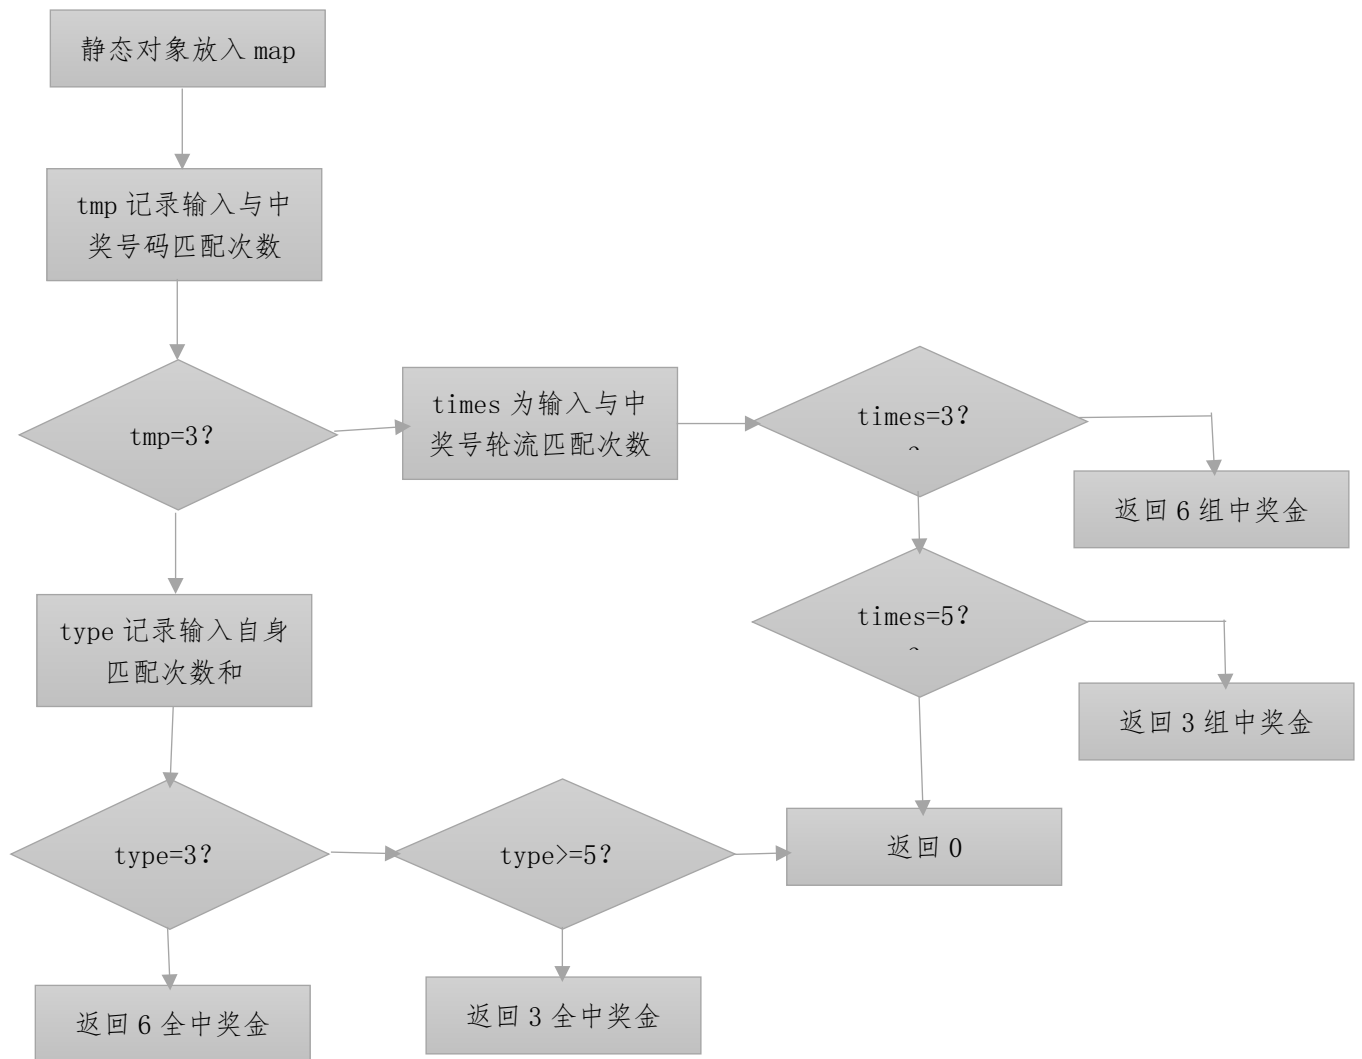 静态对象放入 map
tmp 记录输入与中
奖号码匹配次数
tmp=3?
times 为输入与中
奖号轮流匹配次数
times=3?
返回 6 组中奖金
type 记录输入自身
匹配次数和
times=5?
返回 3 组中奖金
type=3?
type>=5?
返回 0
返回 6 全中奖金
返回 3 全中奖金